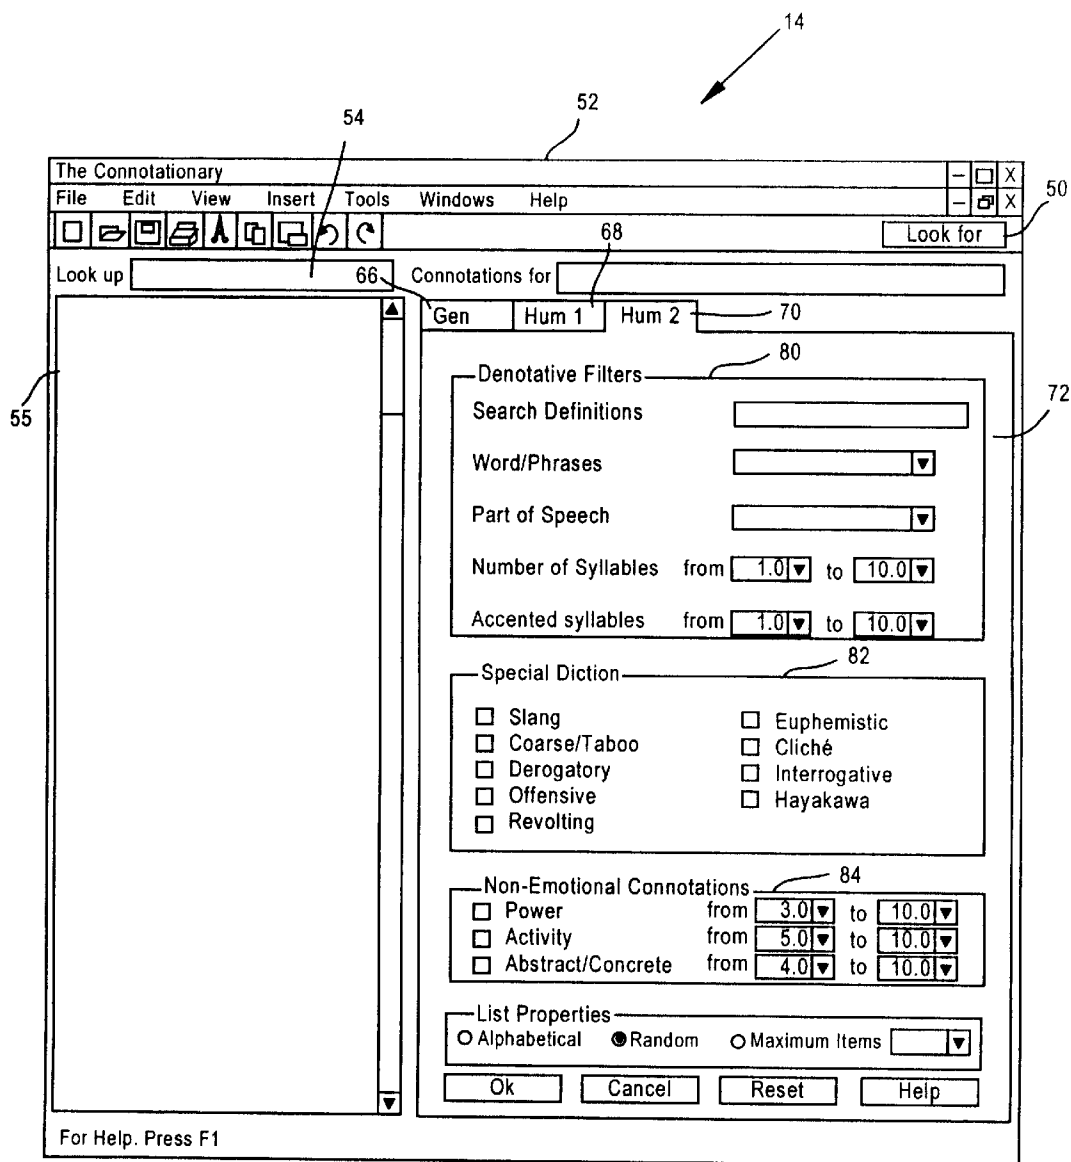 14
52
54
The Connotationary
File Edit View Insert Tools Windows Help
50
68
Look for
Look up 66 Connotations for
Gen Hum 1 Hum 2 70
80
Denotative Filters
72
55
Search Definitions
Word/Phrases
Part of Speech
Number of Syllables from 1.0 to 10.0
Accented syllables from 1.0 to 10.0
82
Special Diction
Slang Euphemistic
Coarse/Taboo Cliché
Derogatory Interrogative
Offensive Hayakawa
Revolting
84
Non-Emotional Connotations
Power from 3.0 to 10.0
Activity from 5.0 to 10.0
Abstract/Concrete from 4.0 to 10.0
List Properties
Alphabetical Random Maximum Items
Ok Cancel Reset Help
For Help. Press F1